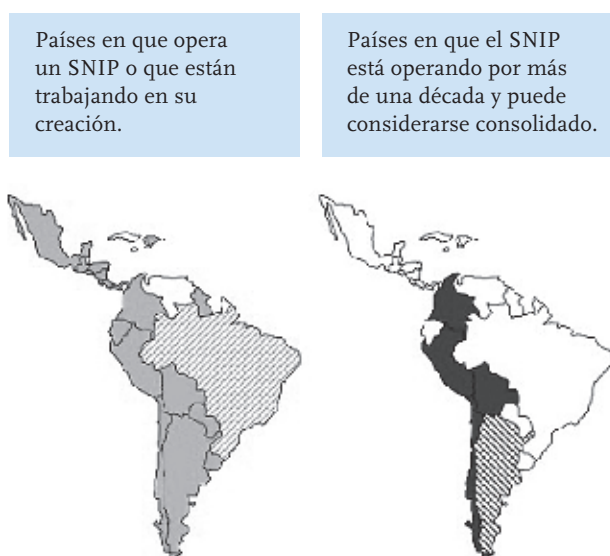 Países en que opera
un SNIP o que están
trabajando en su
creación.
Países en que el SNIP
está operando por más
de una década y puede
considerarse consolidado.